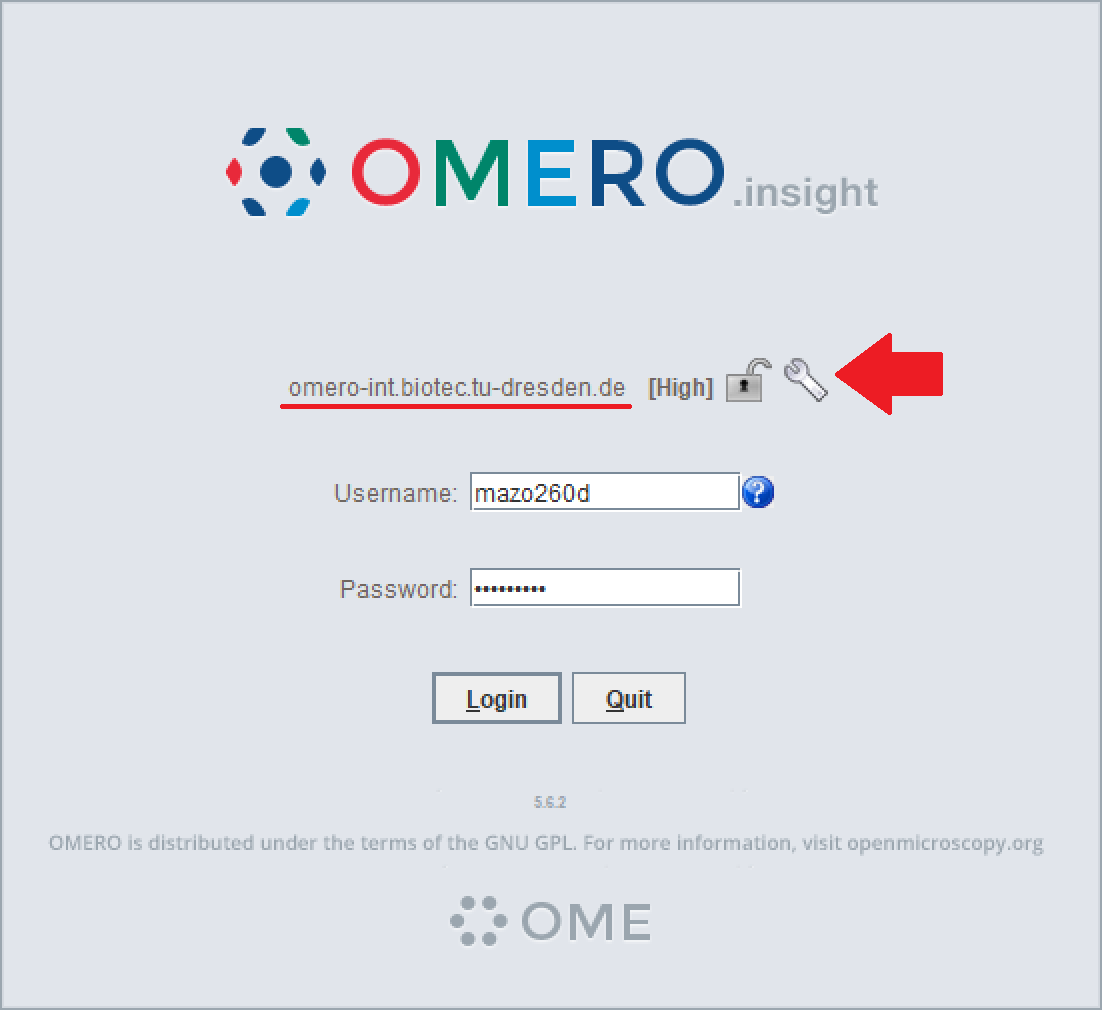 OMERO.insight
omero-int.biotec.tu-dresden.de [High]
Username: mazo260d ?
Password: •••••••••
Login Quit
5.6.2
OMERO is distributed under the terms of the GNU GPL. For more information, visit openmicroscopy.org
OME